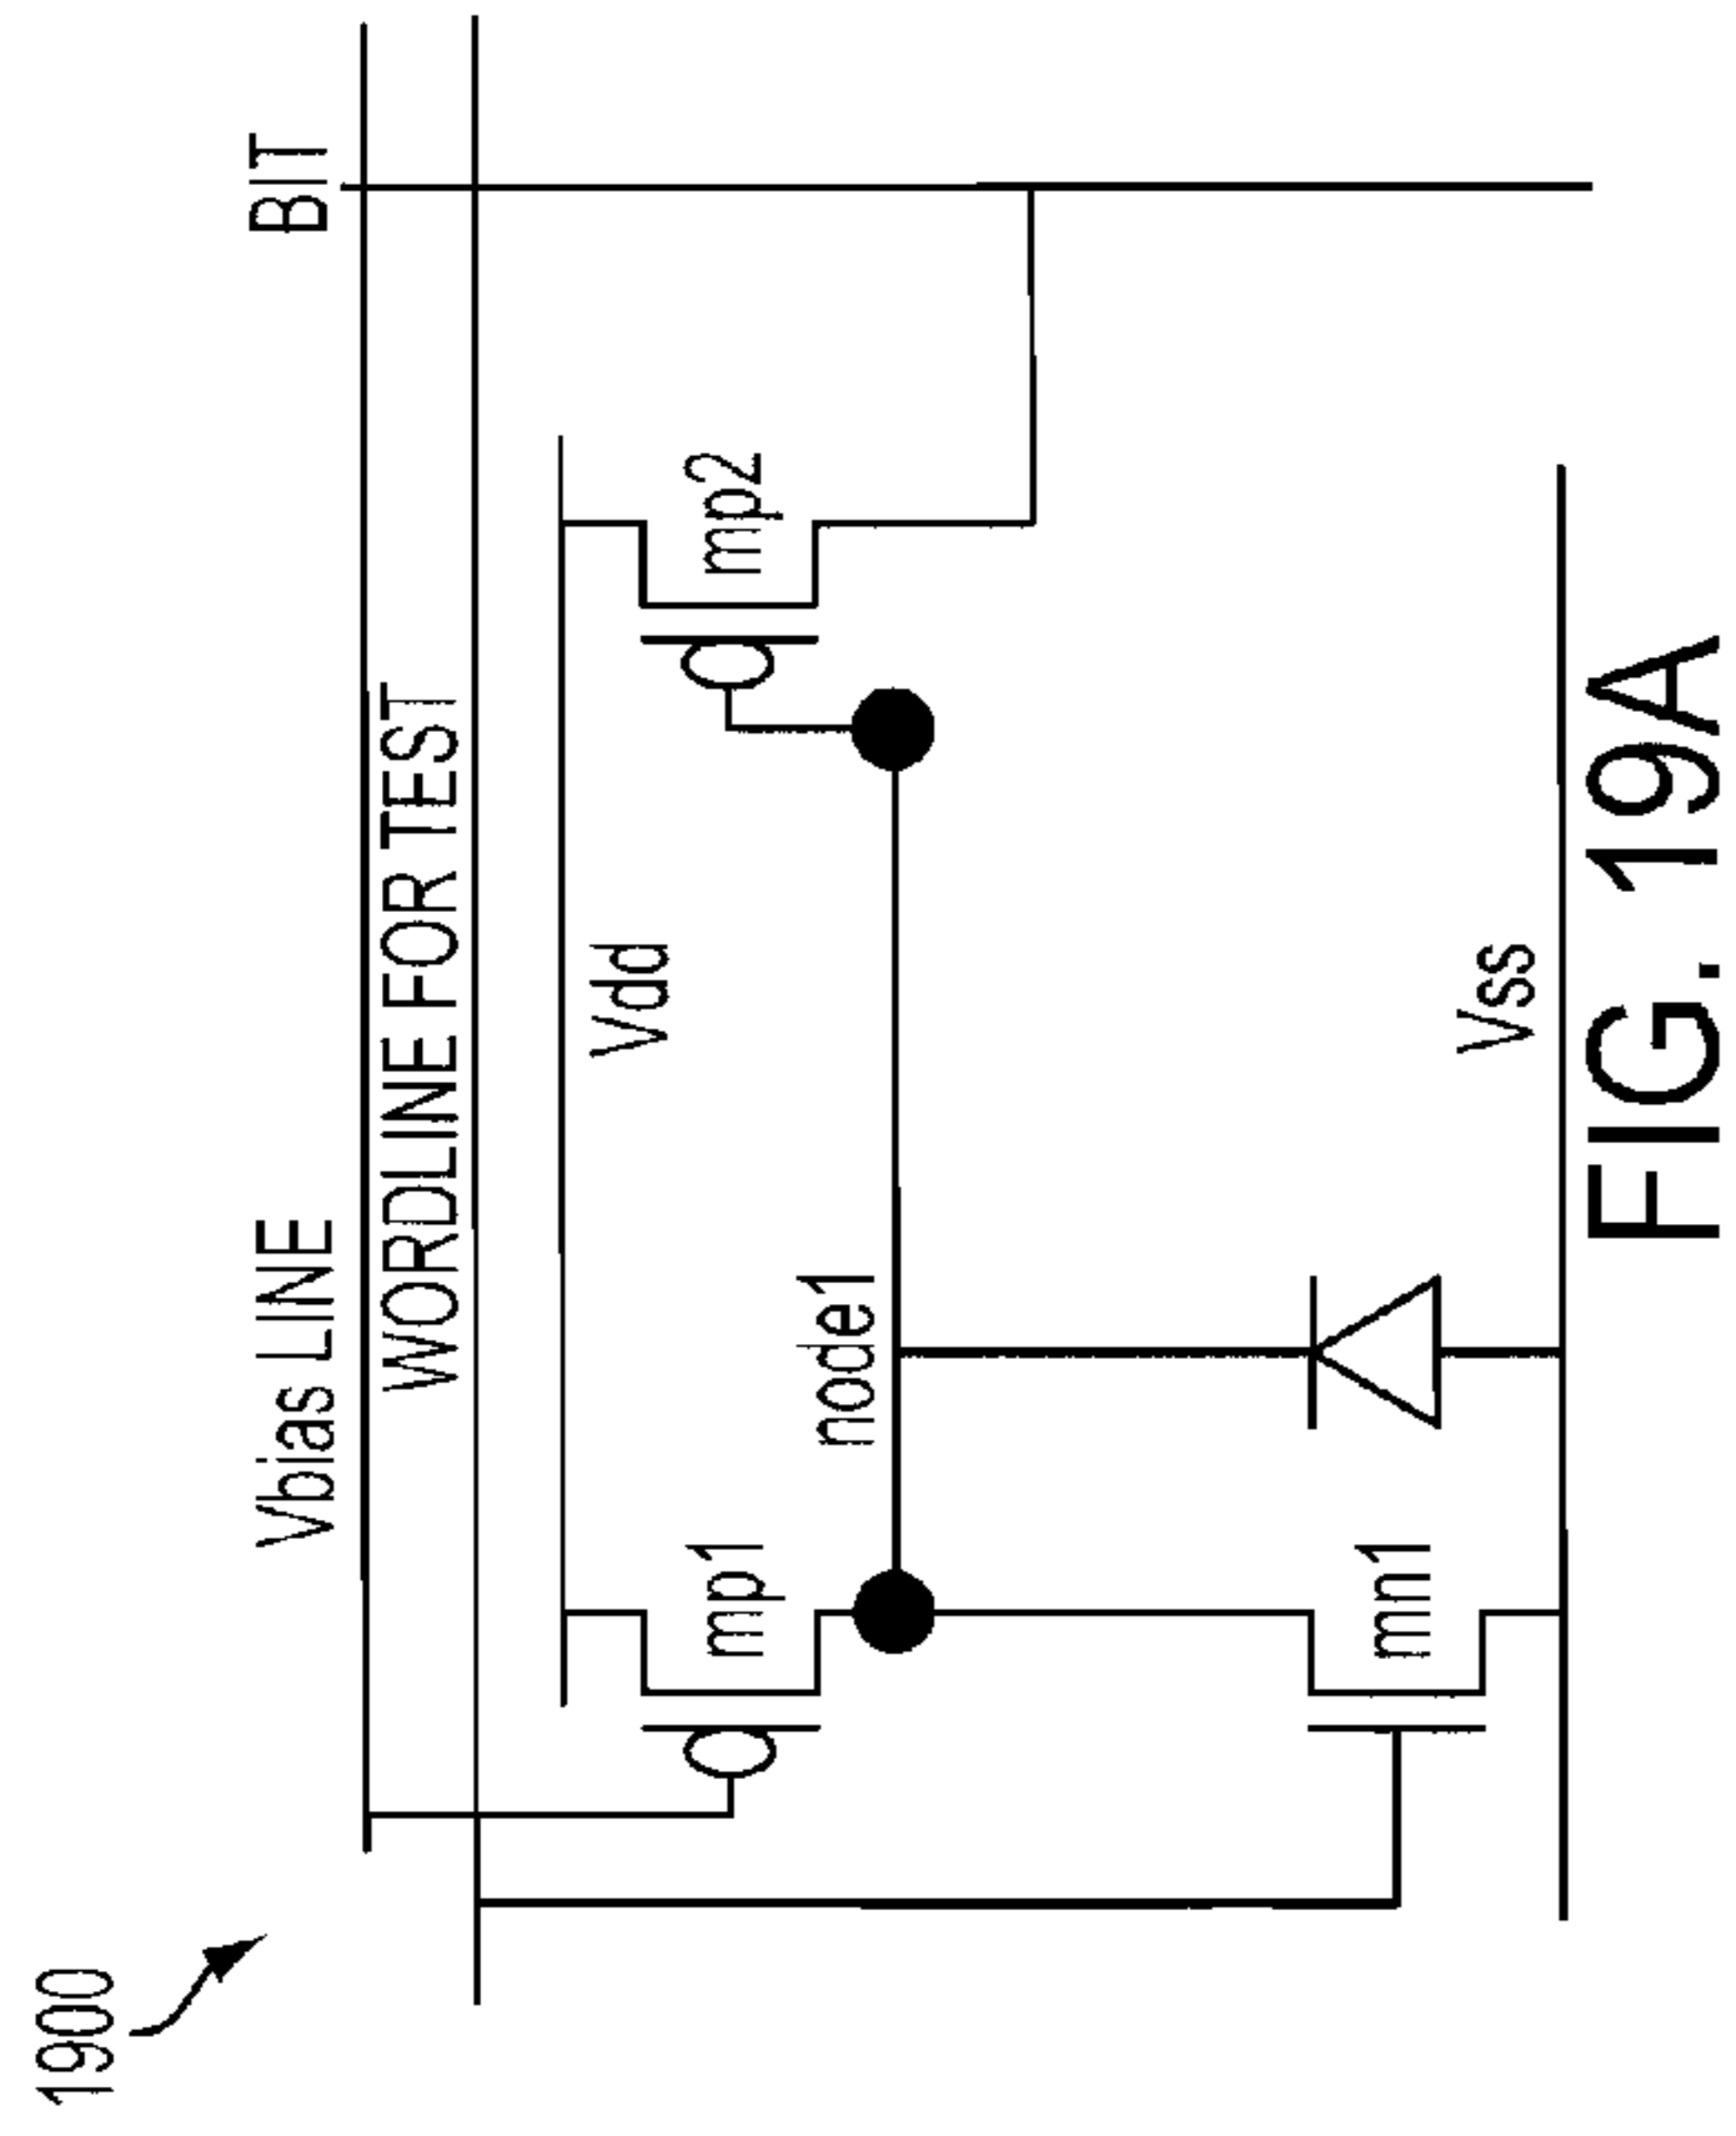 1900
Vbias LINE
BIT
WORDLINE FOR TEST
Vdd
mp1
mp2
node1
mn1
Vss
FIG. 19A